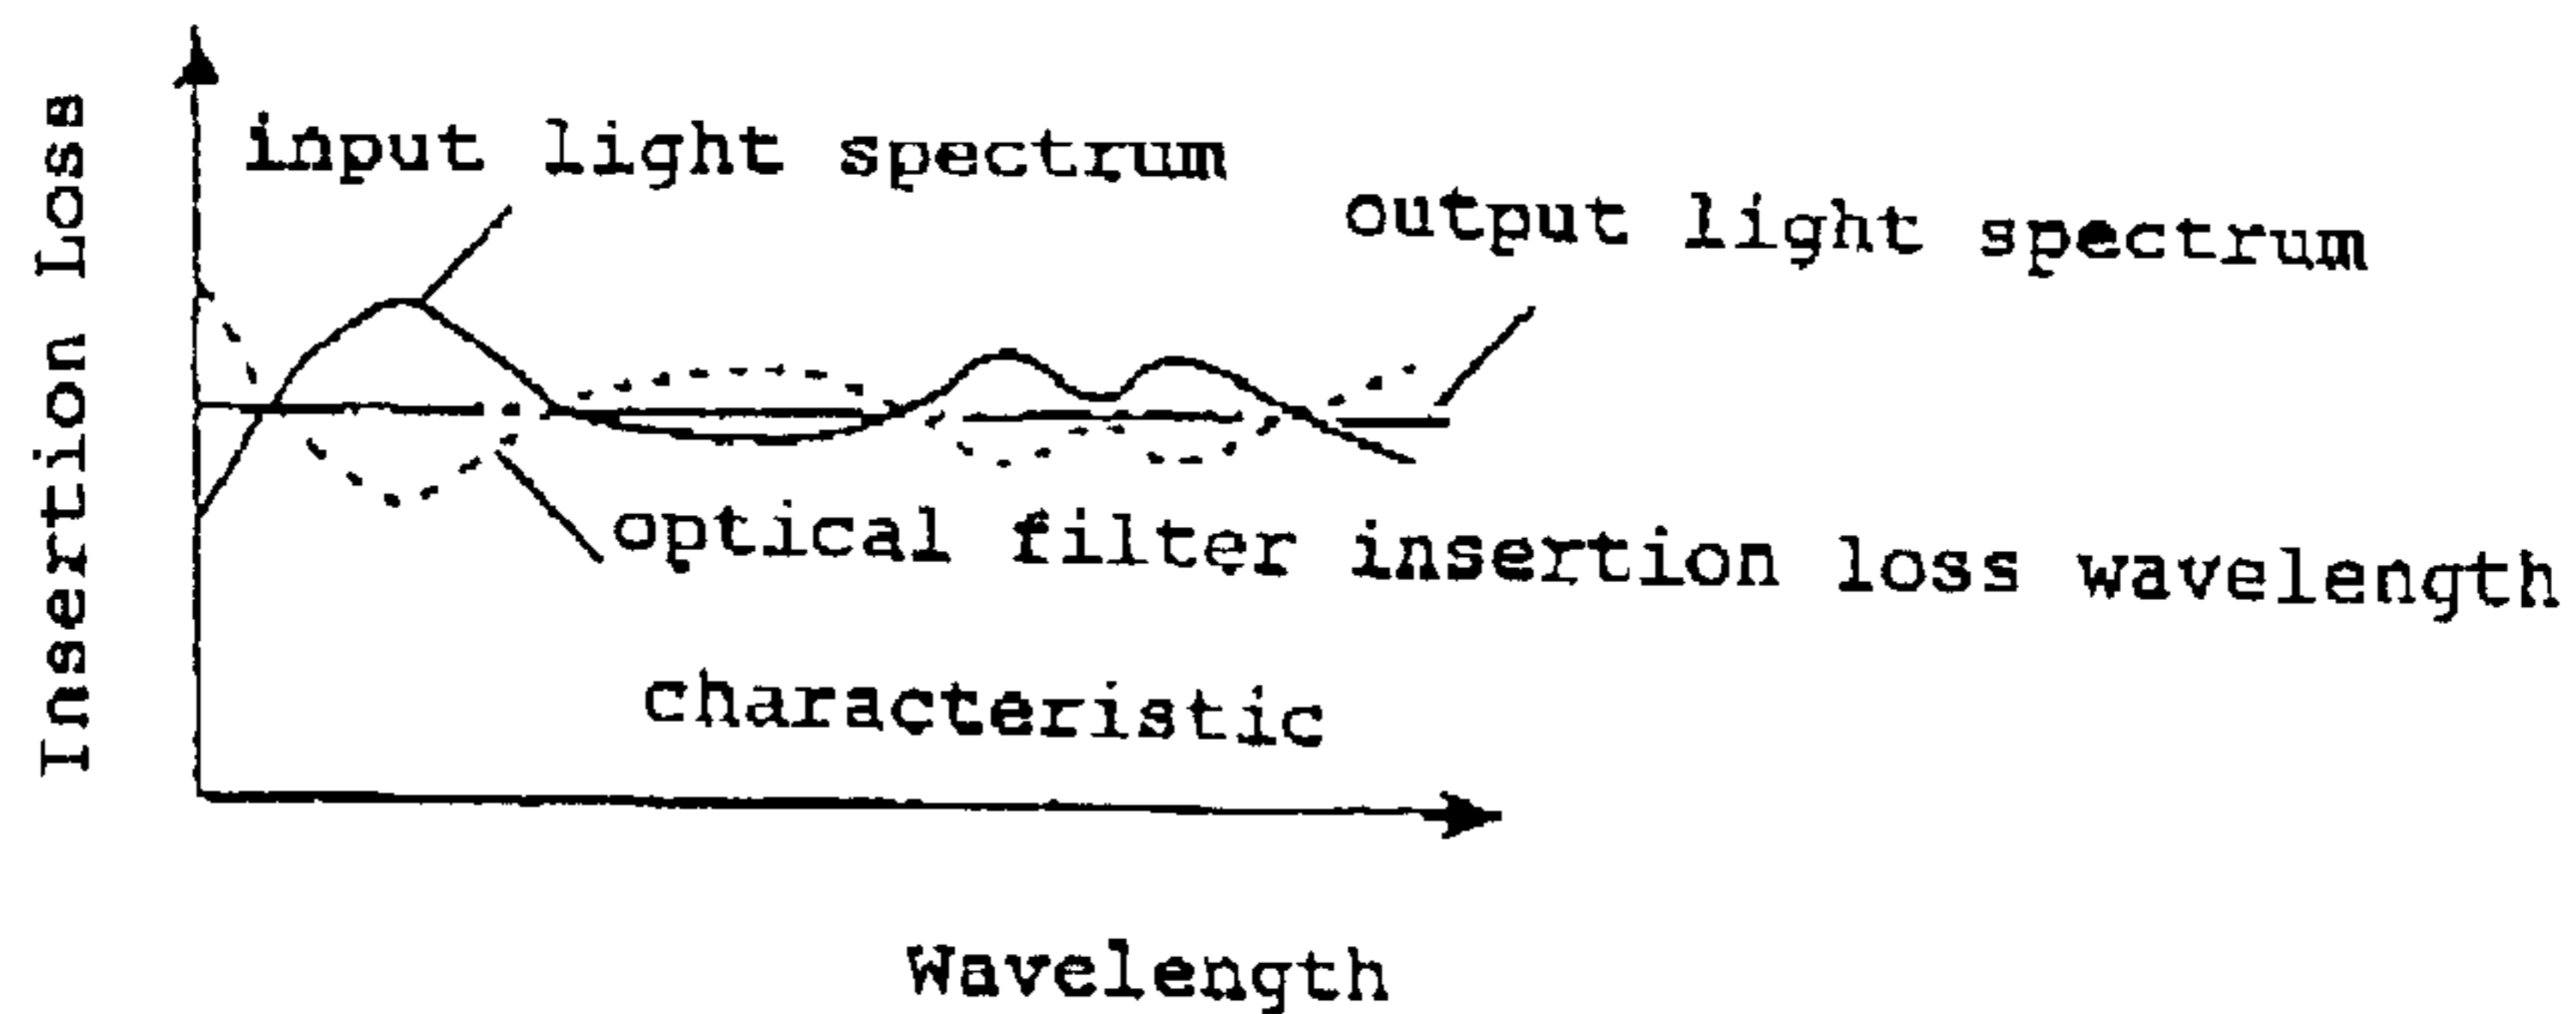 Insertion Loss
input light spectrum
output light spectrum
optical filter insertion loss wavelength
characteristic
Wavelength